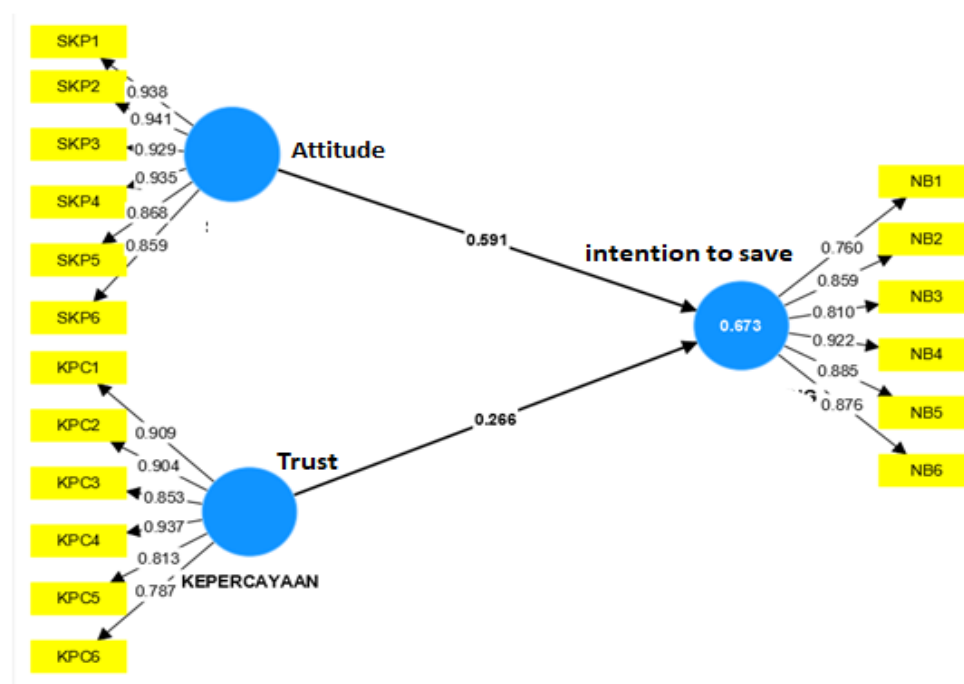 SKP1
SKP2
SKP3
SKP4
SKP5
SKP6
0.938
0.941
0.929
0.935
0.868
0.859
Attitude
0.591
intention to save
0.673
NB1
NB2
NB3
NB4
NB5
NB6
0.760
0.859
0.810
0.922
0.885
0.876
KPC1
KPC2
KPC3
KPC4
KPC5
KPC6
0.909
0.904
0.853
0.937
0.813
0.787
Trust
KEPERCAYAAN
0.266